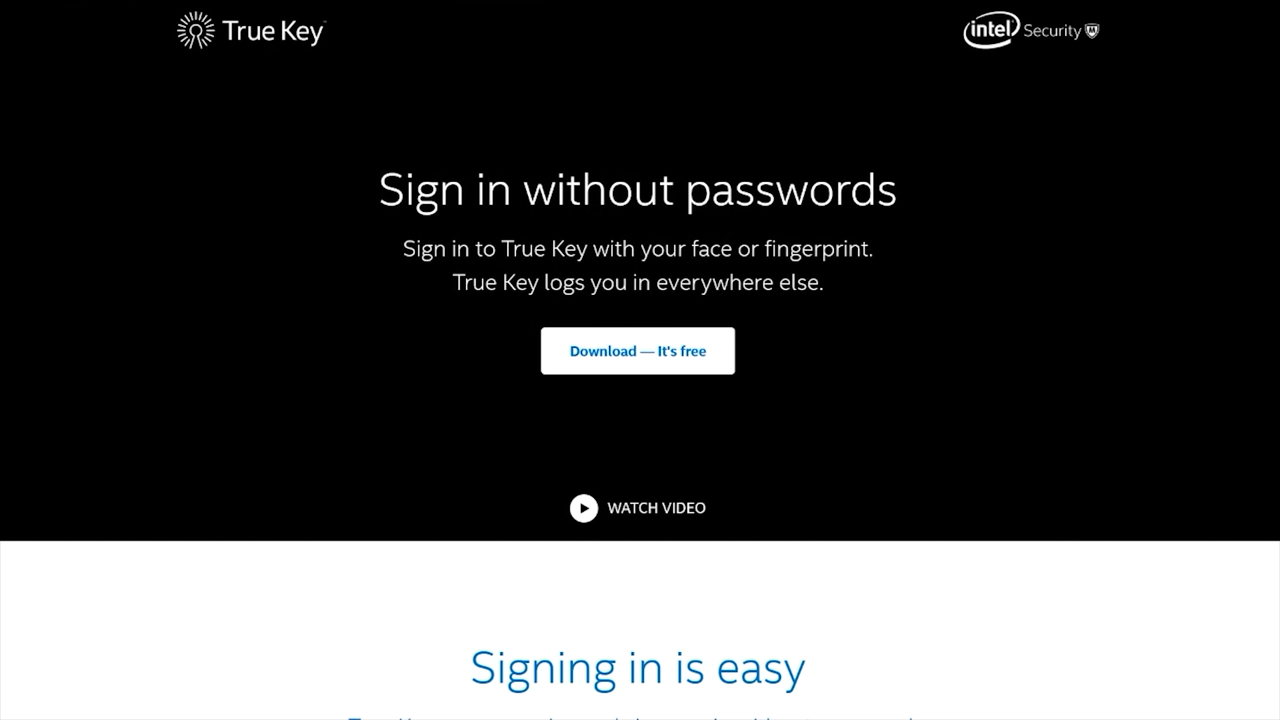 True Key™
intel Security
Sign in without passwords
Sign in to True Key with your face or fingerprint.
True Key logs you in everywhere else.
Download — It's free
WATCH VIDEO
Signing in is easy